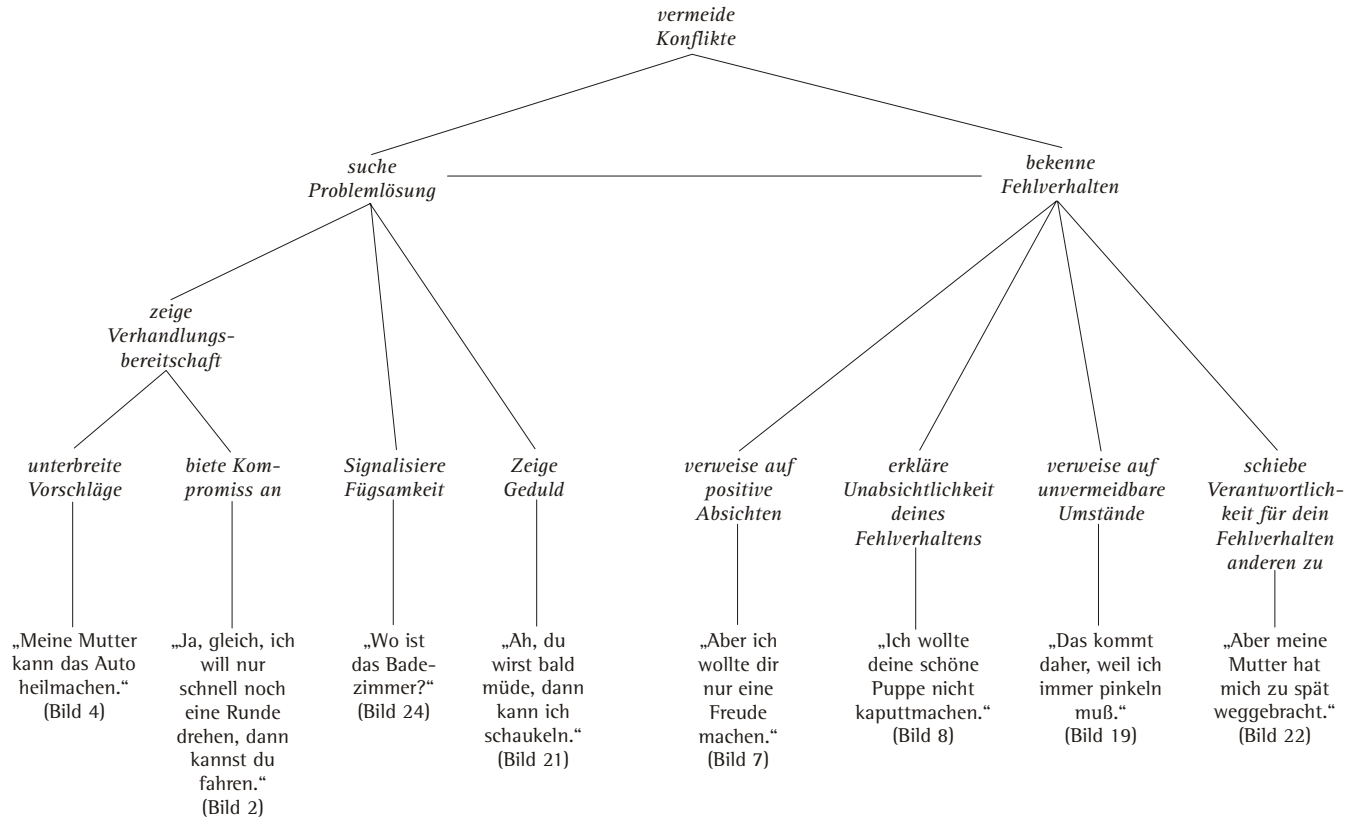 vermeide
Konflikte
suche
Problemlösung
bekenne
Fehlverhalten
zeige
Verhandlungs-
bereitschaft
unterbreite
Vorschläge
biete Kom-
promiss an
Signalisiere
Fügsamkeit
Zeige
Geduld
verweise auf
positive
Absichten
erkläre
Unabsichtlichkeit
deines
Fehlverhaltens
verweise auf
unvermeidbare
Umstände
schiebe
Verantwortlich-
keit für dein
Fehlverhalten
anderen zu
„Meine Mutter
kann das Auto
heilmachen.“
(Bild 4)
„Ja, gleich, ich
will nur
schnell noch
eine Runde
drehen, dann
kannst du
fahren.“
(Bild 2)
„Wo ist
das Bade-
zimmer?“
(Bild 24)
„Ah, du
wirst bald
müde, dann
kann ich
schaukeln.“
(Bild 21)
„Aber ich
wollte dir
nur eine
Freude
machen.“
(Bild 7)
„Ich wollte
deine schöne
Puppe nicht
kaputtmachen.“
(Bild 8)
„Das kommt
daher, weil ich
immer pinkeln
muß.“
(Bild 19)
„Aber meine
Mutter hat
mich zu spät
weggebracht.“
(Bild 22)